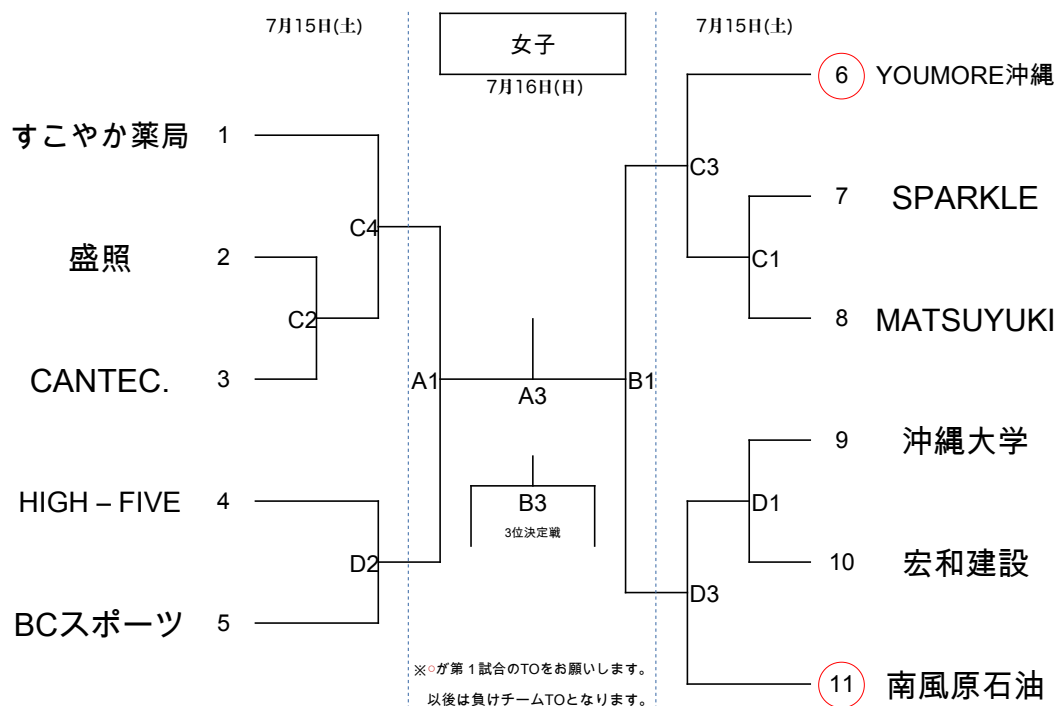 7月15日(土)
女子
7月16日(日)
7月15日(土)
すこやか薬局 1
盛照 2
CANTEC. 3
HIGH – FIVE 4
BCスポーツ 5
C4
C2
D2
A1
A3
B1
B3
3位決定戦
6 YOUMORE沖縄
7 SPARKLE
8 MATSUYUKI
9 沖縄大学
10 宏和建設
11 南風原石油
C3
C1
D1
D3
※○が第1試合のTOをお願いします。
以後は負けチームTOとなります。